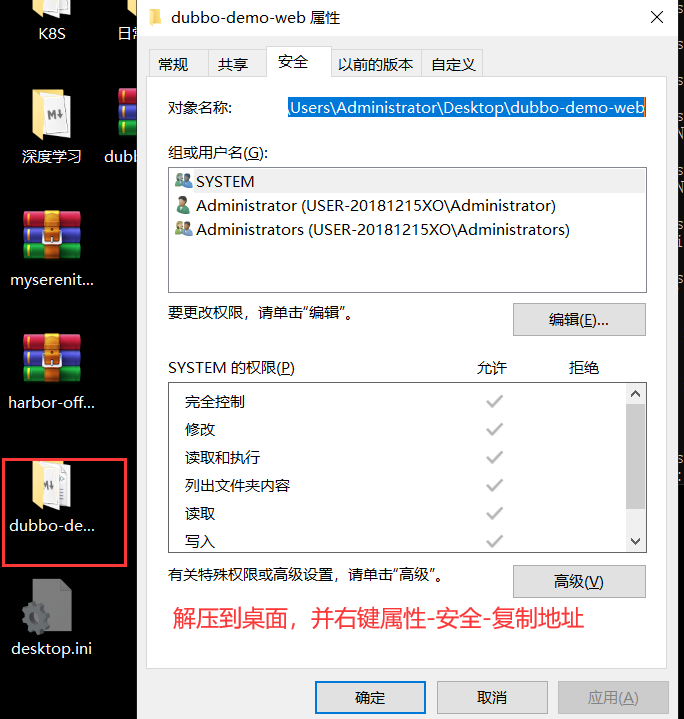 K8S
日常
深度学习
dubb
myserenit...
harbor-off...
dubbo-de...
desktop.ini
dubbo-demo-web 属性
常规
共享
安全
以前的版本
自定义
对象名称:
\Users\Administrator\Desktop\dubbo-demo-web
组或用户名(G):
SYSTEM
Administrator (USER-20181215XO\Administrator)
Administrators (USER-20181215XO\Administrators)
要更改权限，请单击“编辑”。
编辑(E)...
SYSTEM 的权限(P)
允许
拒绝
完全控制
修改
读取和执行
列出文件夹内容
读取
写入
有关特殊权限或高级设置，请单击“高级”。
高级(V)
解压到桌面，并右键属性-安全-复制地址
确定
取消
应用(A)